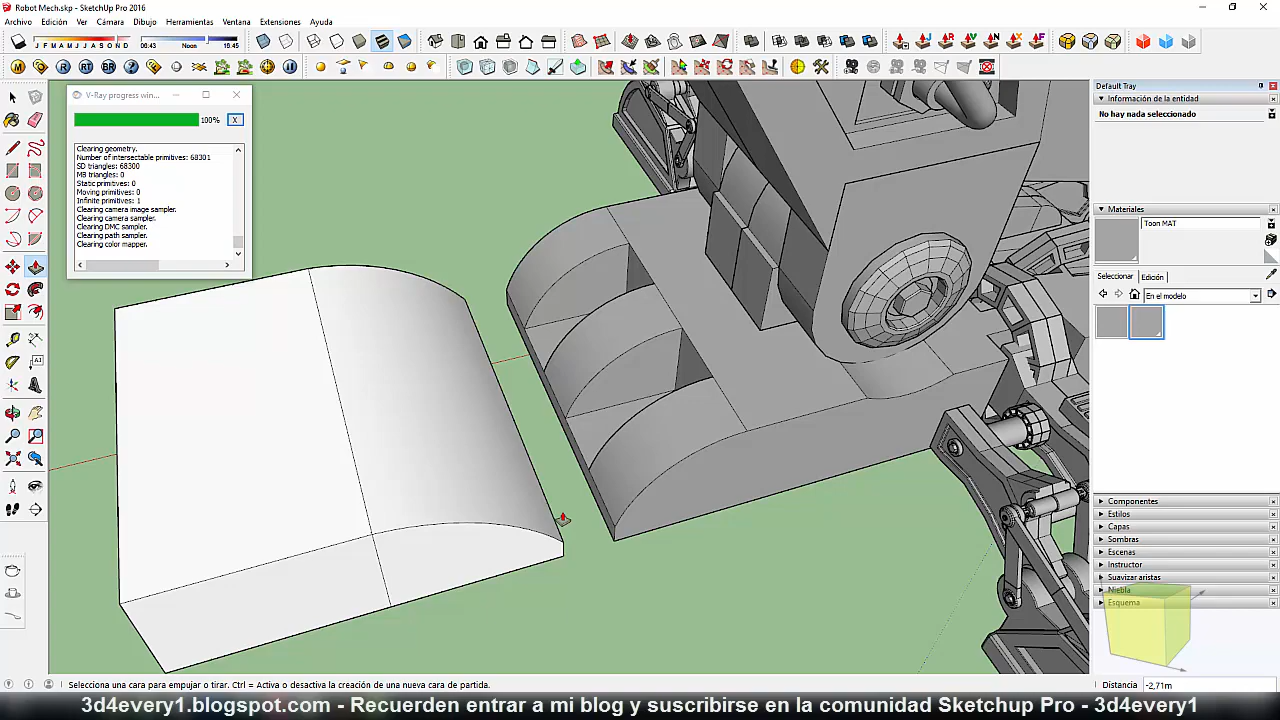 Robot Mech.skp - SketchUp Pro 2016
Archivo Edición Ver Cámara Dibujo Herramientas Ventana Extensiones Ayuda
J F M A M J J A S O N D 06:43 Noon 16:45
V-Ray progress win...
100% X
Clearing geometry.
Number of intersectable primitives: 68301
SD triangles: 68300
MB triangles: 0
Static primitives: 0
Moving primitives: 0
Infinite primitives: 1
Clearing camera image sampler.
Clearing camera sampler.
Clearing DMC sampler.
Clearing path sampler.
Clearing color mapper.
Default Tray
Información de la entidad
No hay nada seleccionado
Materiales
Toon MAT
Seleccionar Edición
En el modelo
Componentes
Estilos
Capas
Sombras
Escenas
Instructor
Suavizar aristas
Niebla
Esquema
Selecciona una cara para empujar o tirar. Ctrl = Activa o desactiva la creación de una nueva cara de partida.
Distancia -2,71m
3d4every1.blogspot.com - Recuerden entrar a mi blog y suscribirse en la comunidad Sketchup Pro - 3d4every1